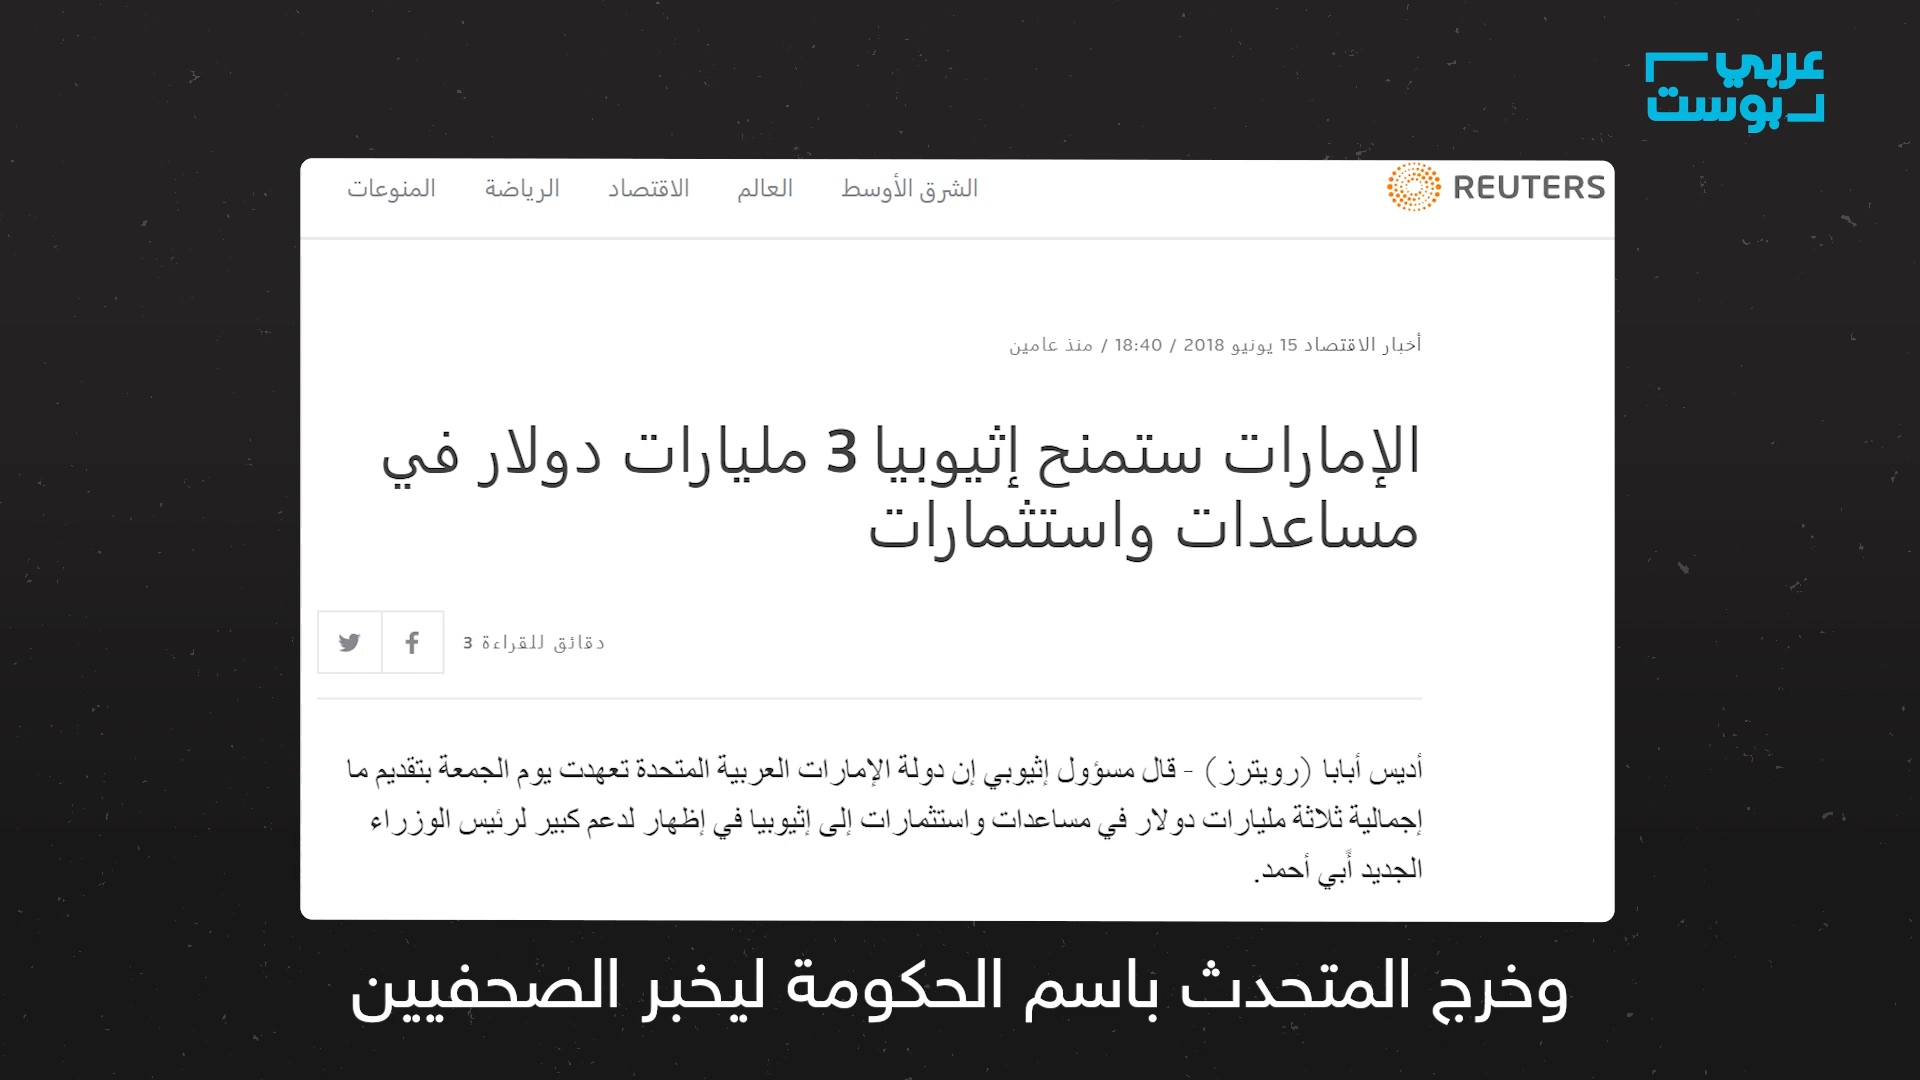 عربي
بوست
REUTERS
الشرق الأوسط العالم الاقتصاد الرياضة المنوعات
أخبار الاقتصاد 15 يونيو 2018 / 18:40 / منذ عامين
الإمارات ستمنح إثيوبيا 3 مليارات دولار في
مساعدات واستثمارات
دقائق للقراءة 3
أديس أبابا (رويترز) - قال مسؤول إثيوبي إن دولة الإمارات العربية المتحدة تعهدت يوم الجمعة بتقديم ما
إجمالية ثلاثة مليارات دولار في مساعدات واستثمارات إلى إثيوبيا في إظهار لدعم كبير لرئيس الوزراء
الجديد أَبي أحمد.
وخرج المتحدث باسم الحكومة ليخبر الصحفيين